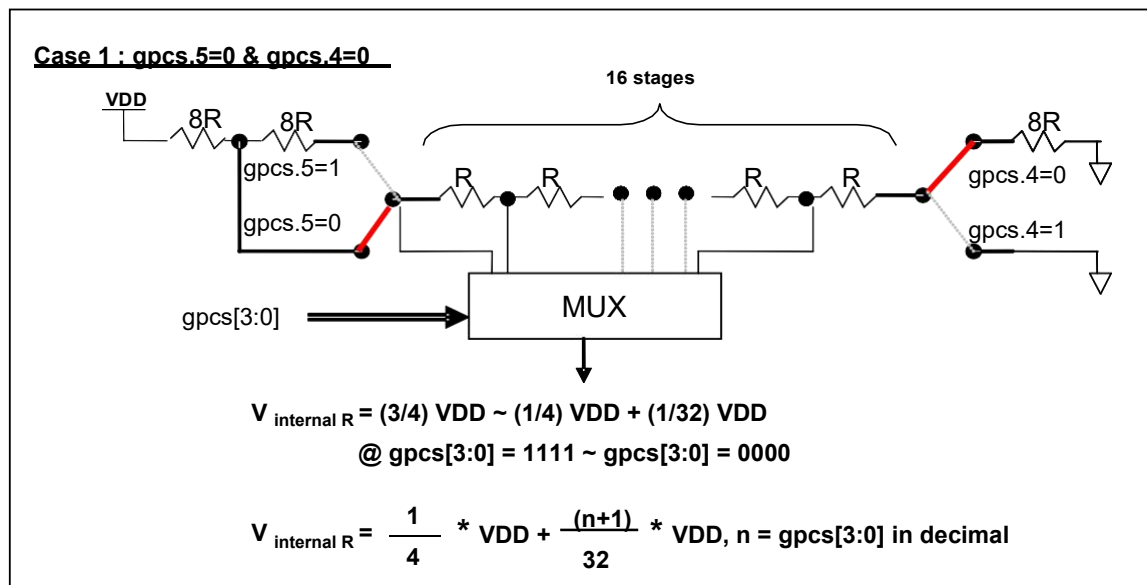 Case 1 : gpcs.5=0 & gpcs.4=0
16 stages
VDD
8R 8R 8R
gpcs.5=1
gpcs.4=0
R R R R
gpcs.5=0
gpcs.4=1
MUX
gpcs[3:0]
V internal R = (3/4) VDD ~ (1/4) VDD + (1/32) VDD
@ gpcs[3:0] = 1111 ~ gpcs[3:0] = 0000
V internal R = 1/4 * VDD + (n+1)/32 * VDD, n = gpcs[3:0] in decimal